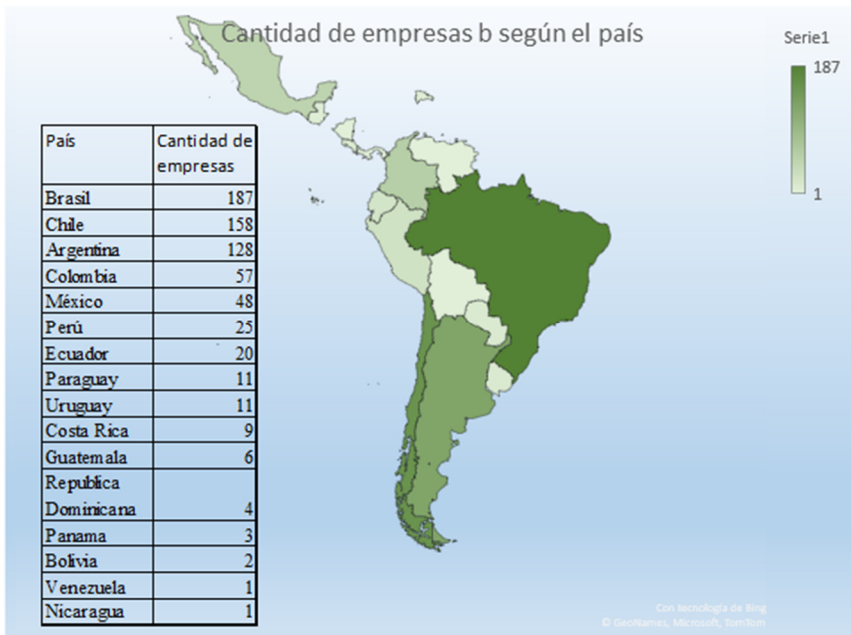 Cantidad de empresas b según el país
Serie1
187
1
País Cantidad de
empresas
Brasil 187
Chile 158
Argentina 128
Colombia 57
México 48
Perú 25
Ecuador 20
Paraguay 11
Uruguay 11
Costa Rica 9
Guatemala 6
Republica
Dominicana 4
Panama 3
Bolivia 2
Venezuela 1
Nicaragua 1
Con tecnología de Bing
© GeoNames, Microsoft, TomTom